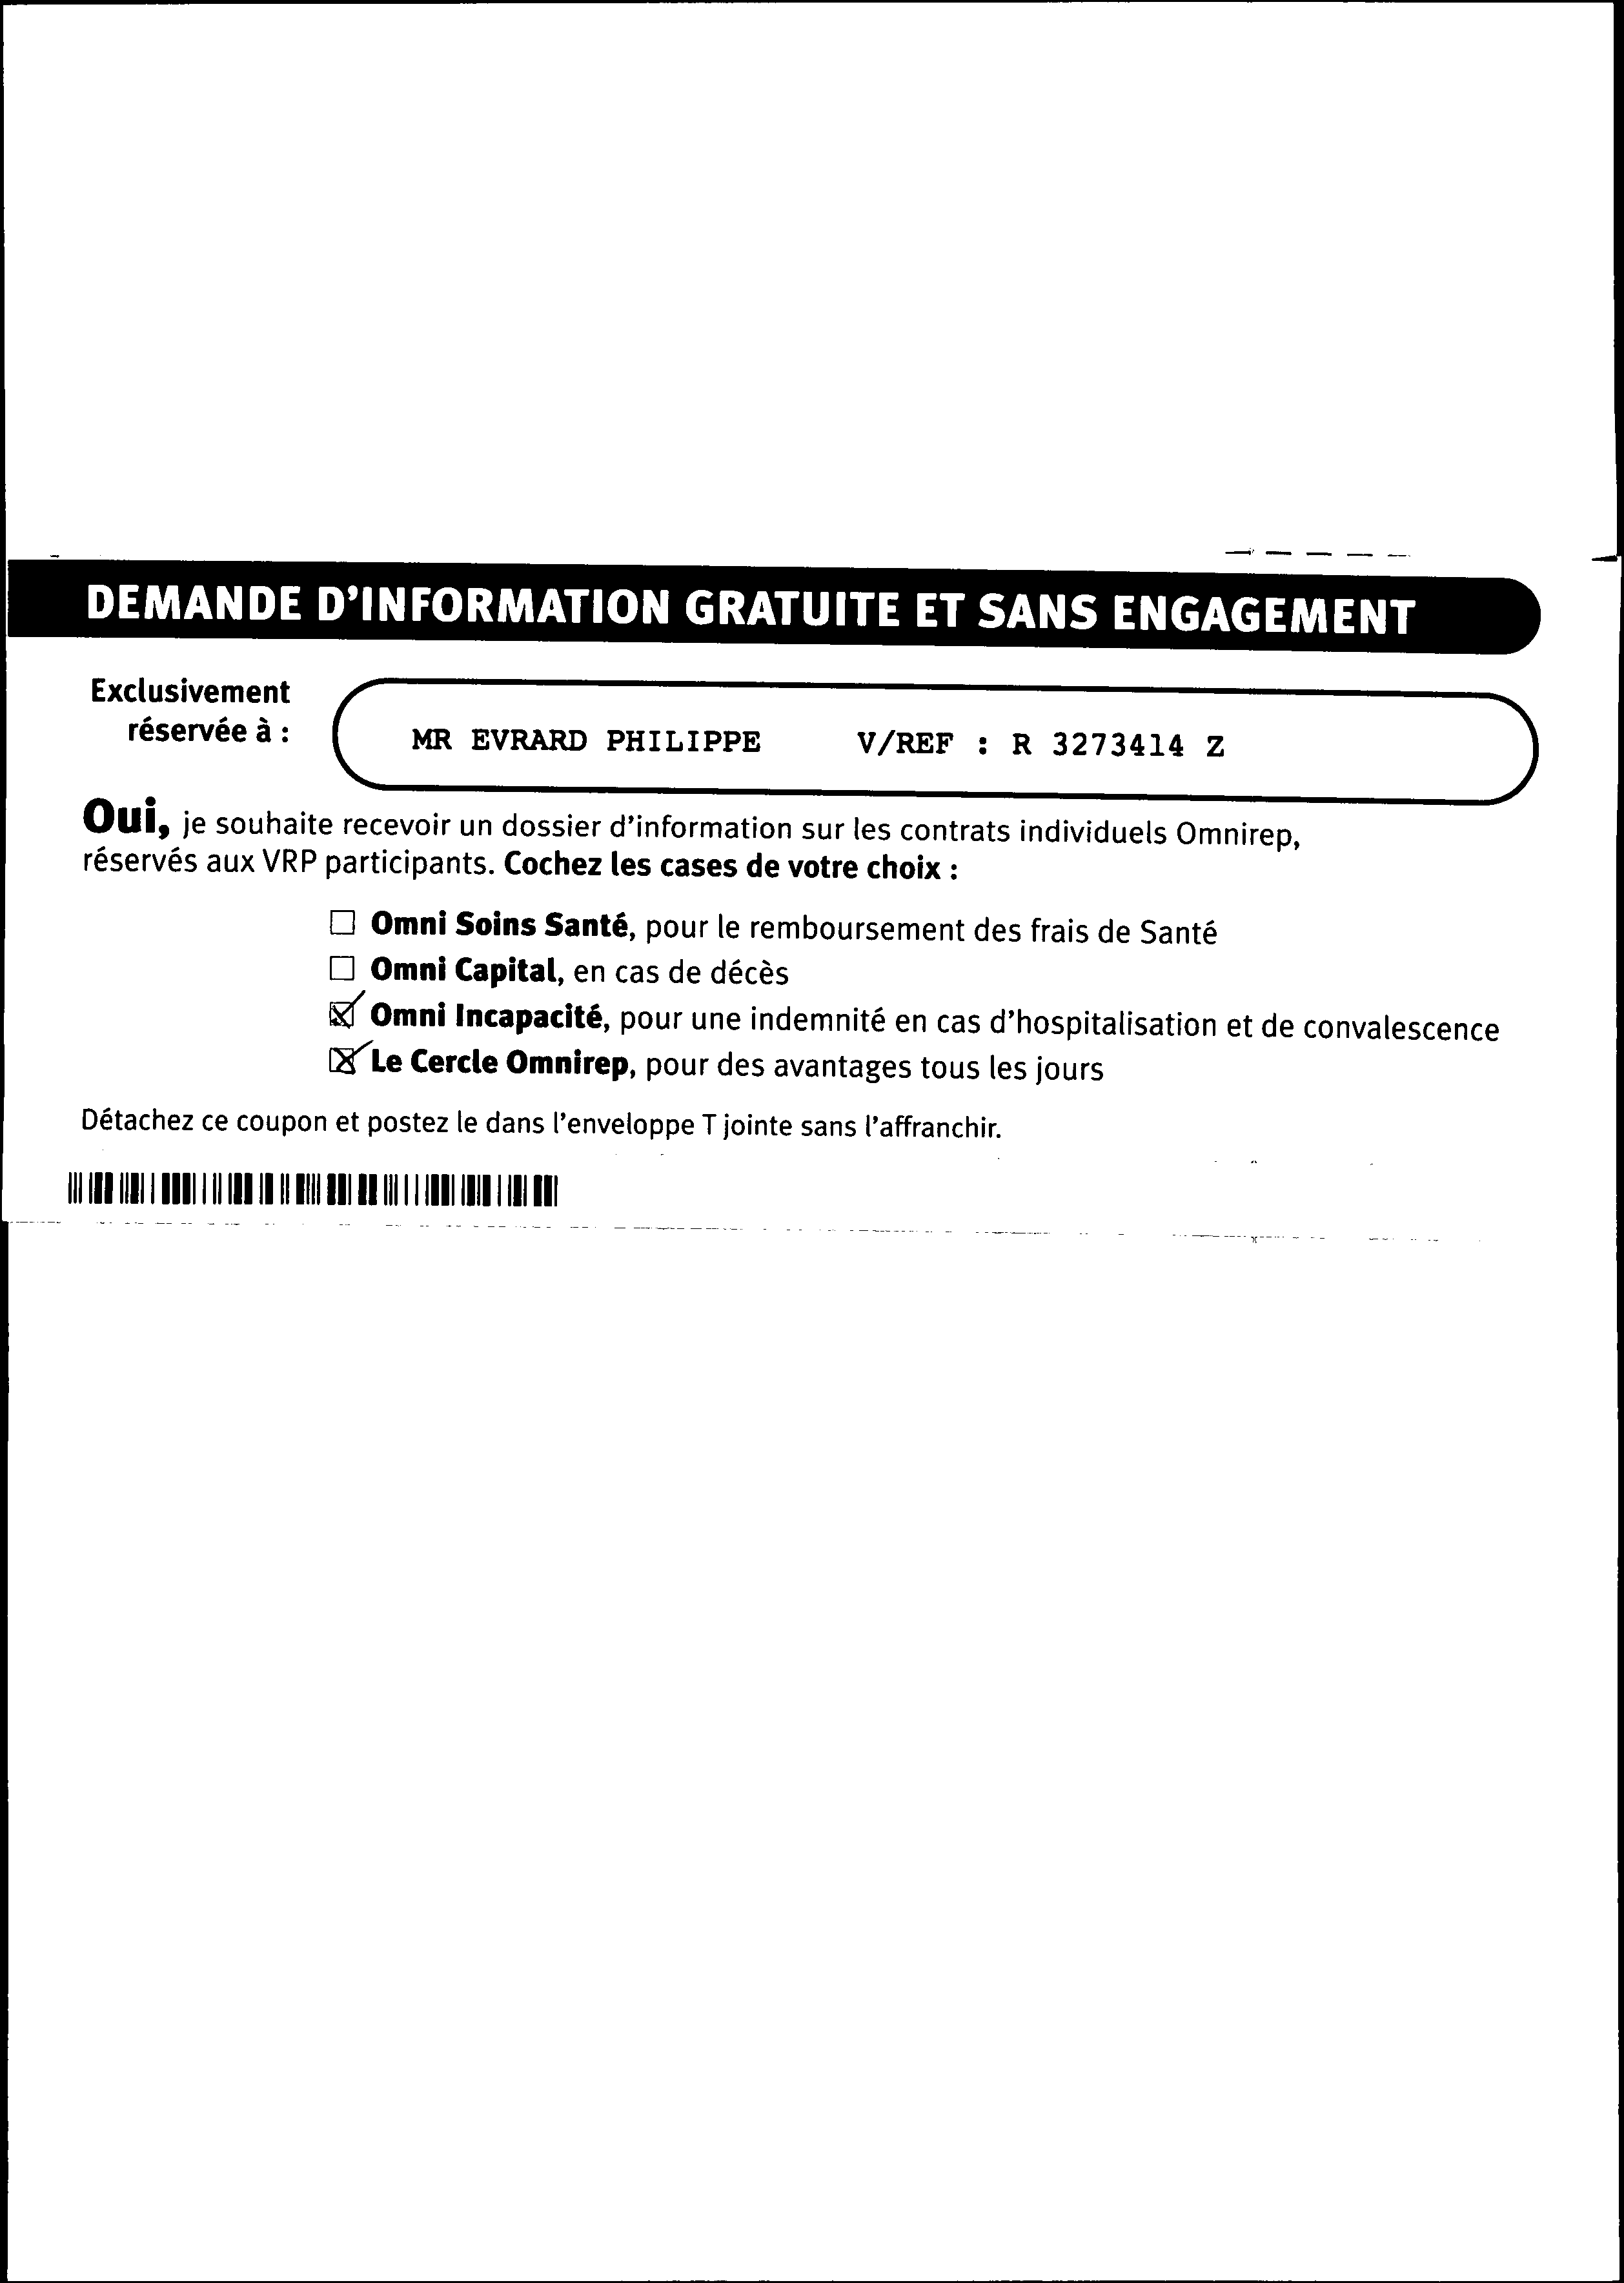 DEMANDE D'INFORMATION GRATUITE ET SANS ENGAGEMENT
Exclusivement
réservée à :
MR EVRARD PHILIPPE V/REF : R 3273414 Z
Oui, je souhaite recevoir un dossier d'information sur les contrats individuels Omnirep,
réservés aux VRP participants. Cochez les cases de votre choix :
☐ Omni Soins Santé, pour le remboursement des frais de Santé
☐ Omni Capital, en cas de décès
☒ Omni Incapacité, pour une indemnité en cas d'hospitalisation et de convalescence
☒ Le Cercle Omnirep, pour des avantages tous les jours
Détachez ce coupon et postez le dans l'enveloppe T jointe sans l'affranchir.